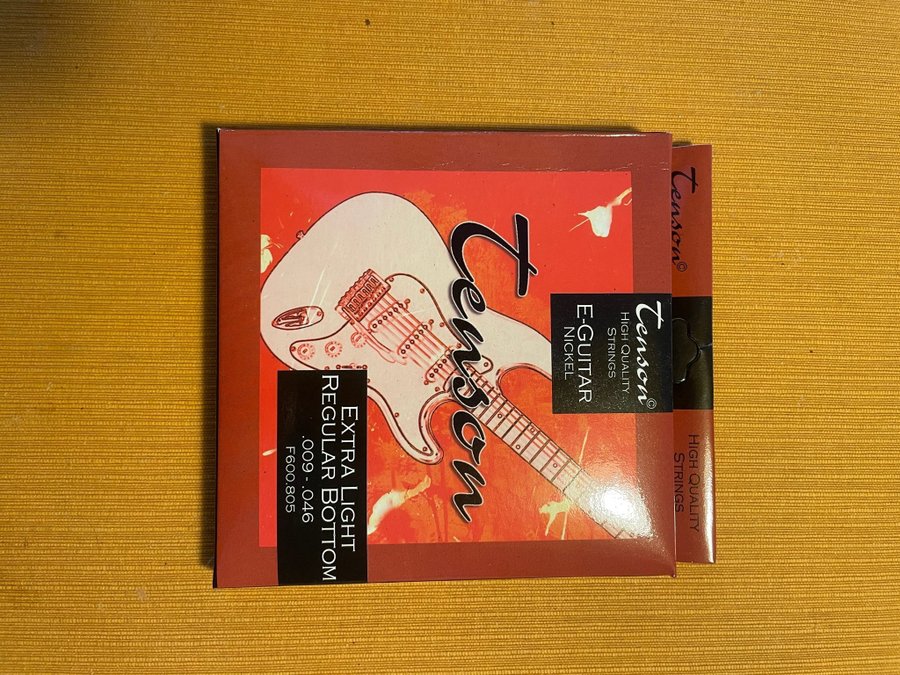 Tenson©
HIGH QUALITY
STRINGS
Tenson©
HIGH QUALITY
STRINGS
E-GUITAR
NICKEL
tenson
EXTRA LIGHT
REGULAR BOTTOM
.009-.046
F600.805